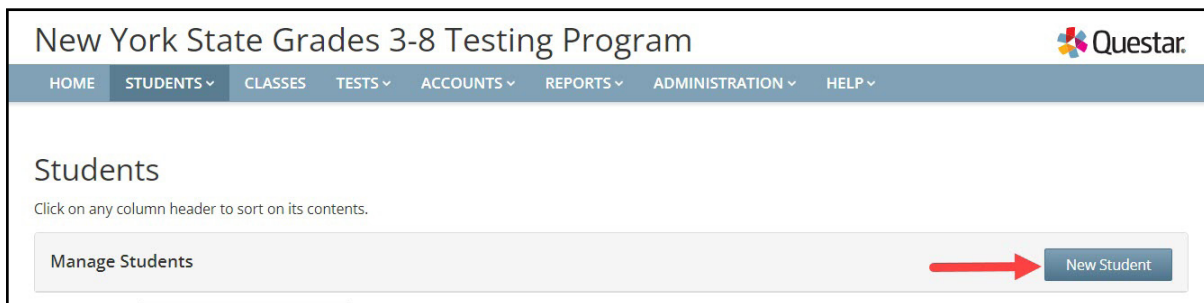 New York State Grades 3-8 Testing Program
Questar.
HOME STUDENTS CLASSES TESTS ACCOUNTS REPORTS ADMINISTRATION HELP
Students
Click on any column header to sort on its contents.
Manage Students
New Student